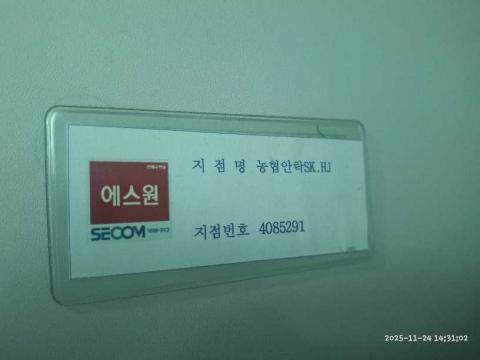 지 점 명 농협안락SK.HJ
에스원
SECOM
지점번호 4085291
2025-11-24 14:31:02